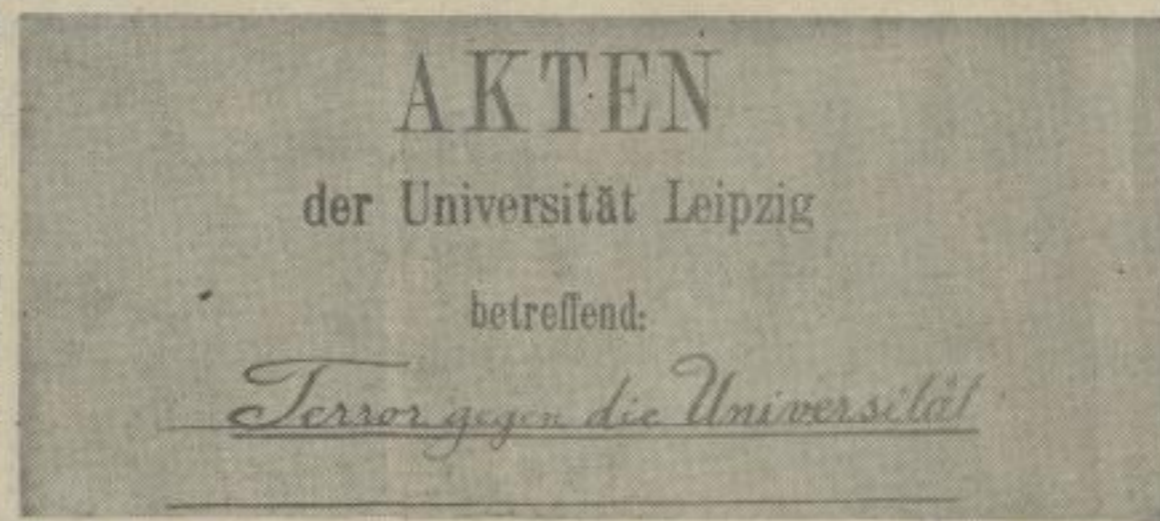 AKTEN
der Universität Leipzig
betreffend:
Terror gegen die Universität